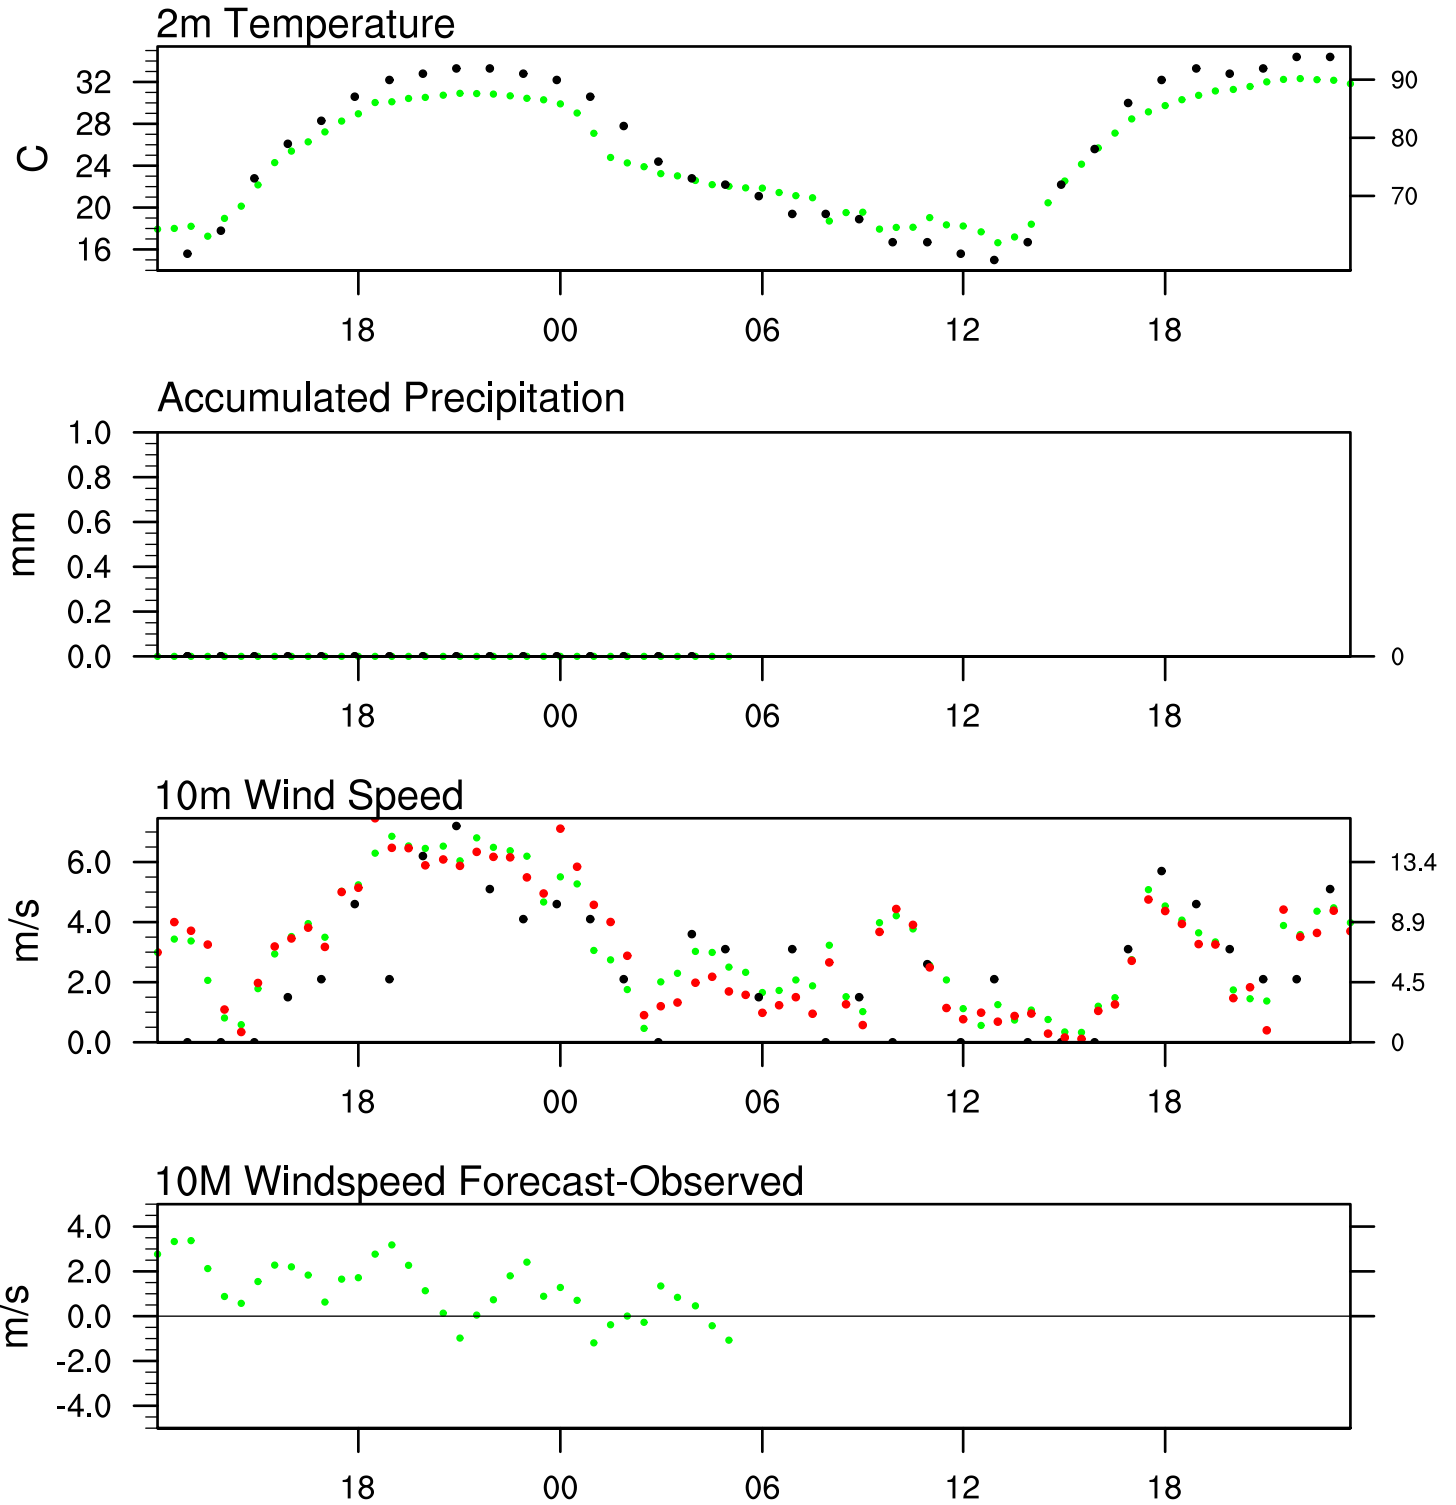 2m Temperature
32
28
24
20
16
C
90
80
70
18 00 06 12 18
Accumulated Precipitation
1.0
0.8
0.6
0.4
0.2
0.0
mm
0
18 00 06 12 18
10m Wind Speed
6.0
4.0
2.0
0.0
m/s
13.4
8.9
4.5
0
18 00 06 12 18
10M Windspeed Forecast-Observed
4.0
2.0
0.0
-2.0
-4.0
m/s
18 00 06 12 18